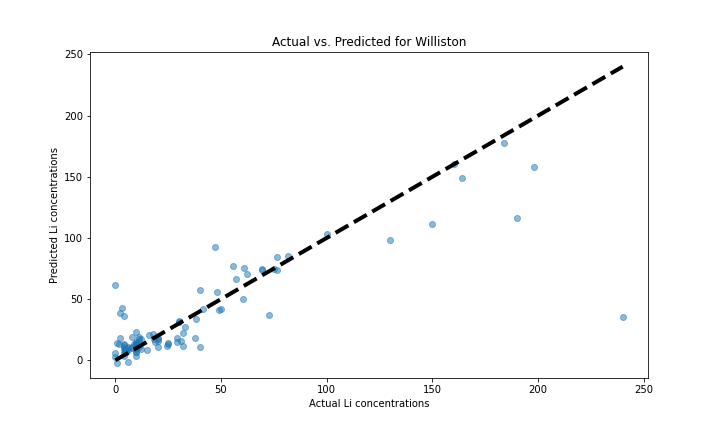 Actual vs. Predicted for Williston
250
200
150
100
50
0
Predicted Li concentrations
0 50 100 150 200 250
Actual Li concentrations